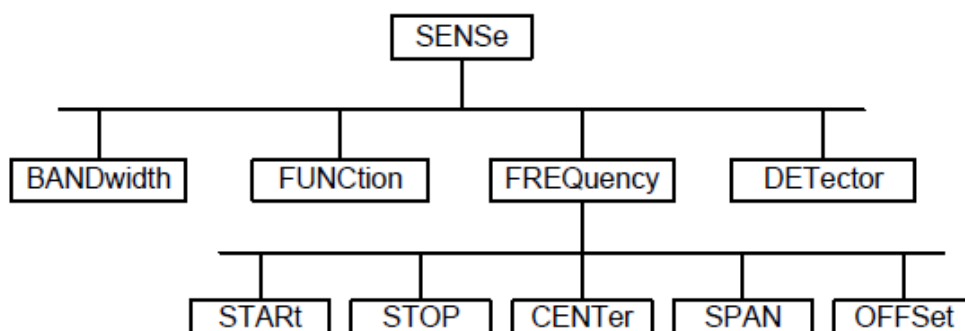 SENSe
BANDwidth FUNCtion FREQuency DETector
STARt STOP CENTer SPAN OFFSet